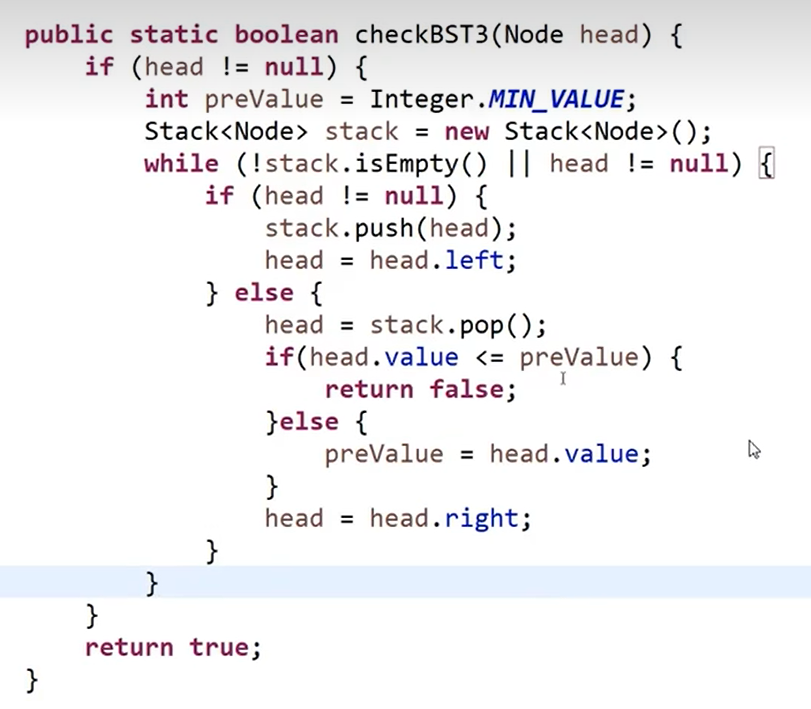 public static boolean checkBST3(Node head) {
    if (head != null) {
        int preValue = Integer.MIN_VALUE;
        Stack<Node> stack = new Stack<Node>();
        while (!stack.isEmpty() || head != null) {
            if (head != null) {
                stack.push(head);
                head = head.left;
            } else {
                head = stack.pop();
                if(head.value <= preValue) {
                    return false;
                }else {
                    preValue = head.value;
                }
                head = head.right;
            }
        }
    }
    return true;
}